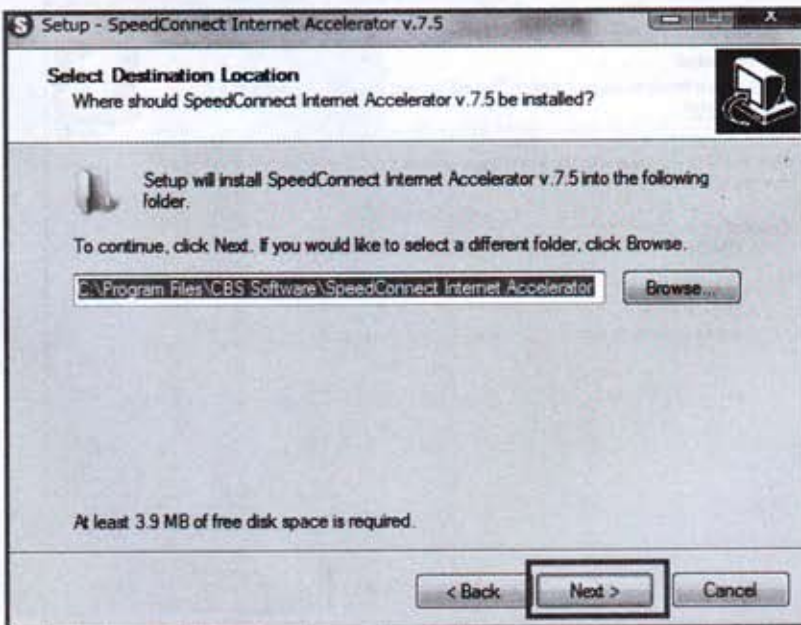 Setup - SpeedConnect Internet Accelerator v.7.5
Select Destination Location
Where should SpeedConnect Internet Accelerator v.7.5 be installed?
Setup will install SpeedConnect Internet Accelerator v.7.5 into the following
folder.
To continue, click Next. If you would like to select a different folder, click Browse.
C:\Program Files\CBS Software\SpeedConnect Internet Accelerator
Browse...
At least 3.9 MB of free disk space is required.
< Back
Next >
Cancel